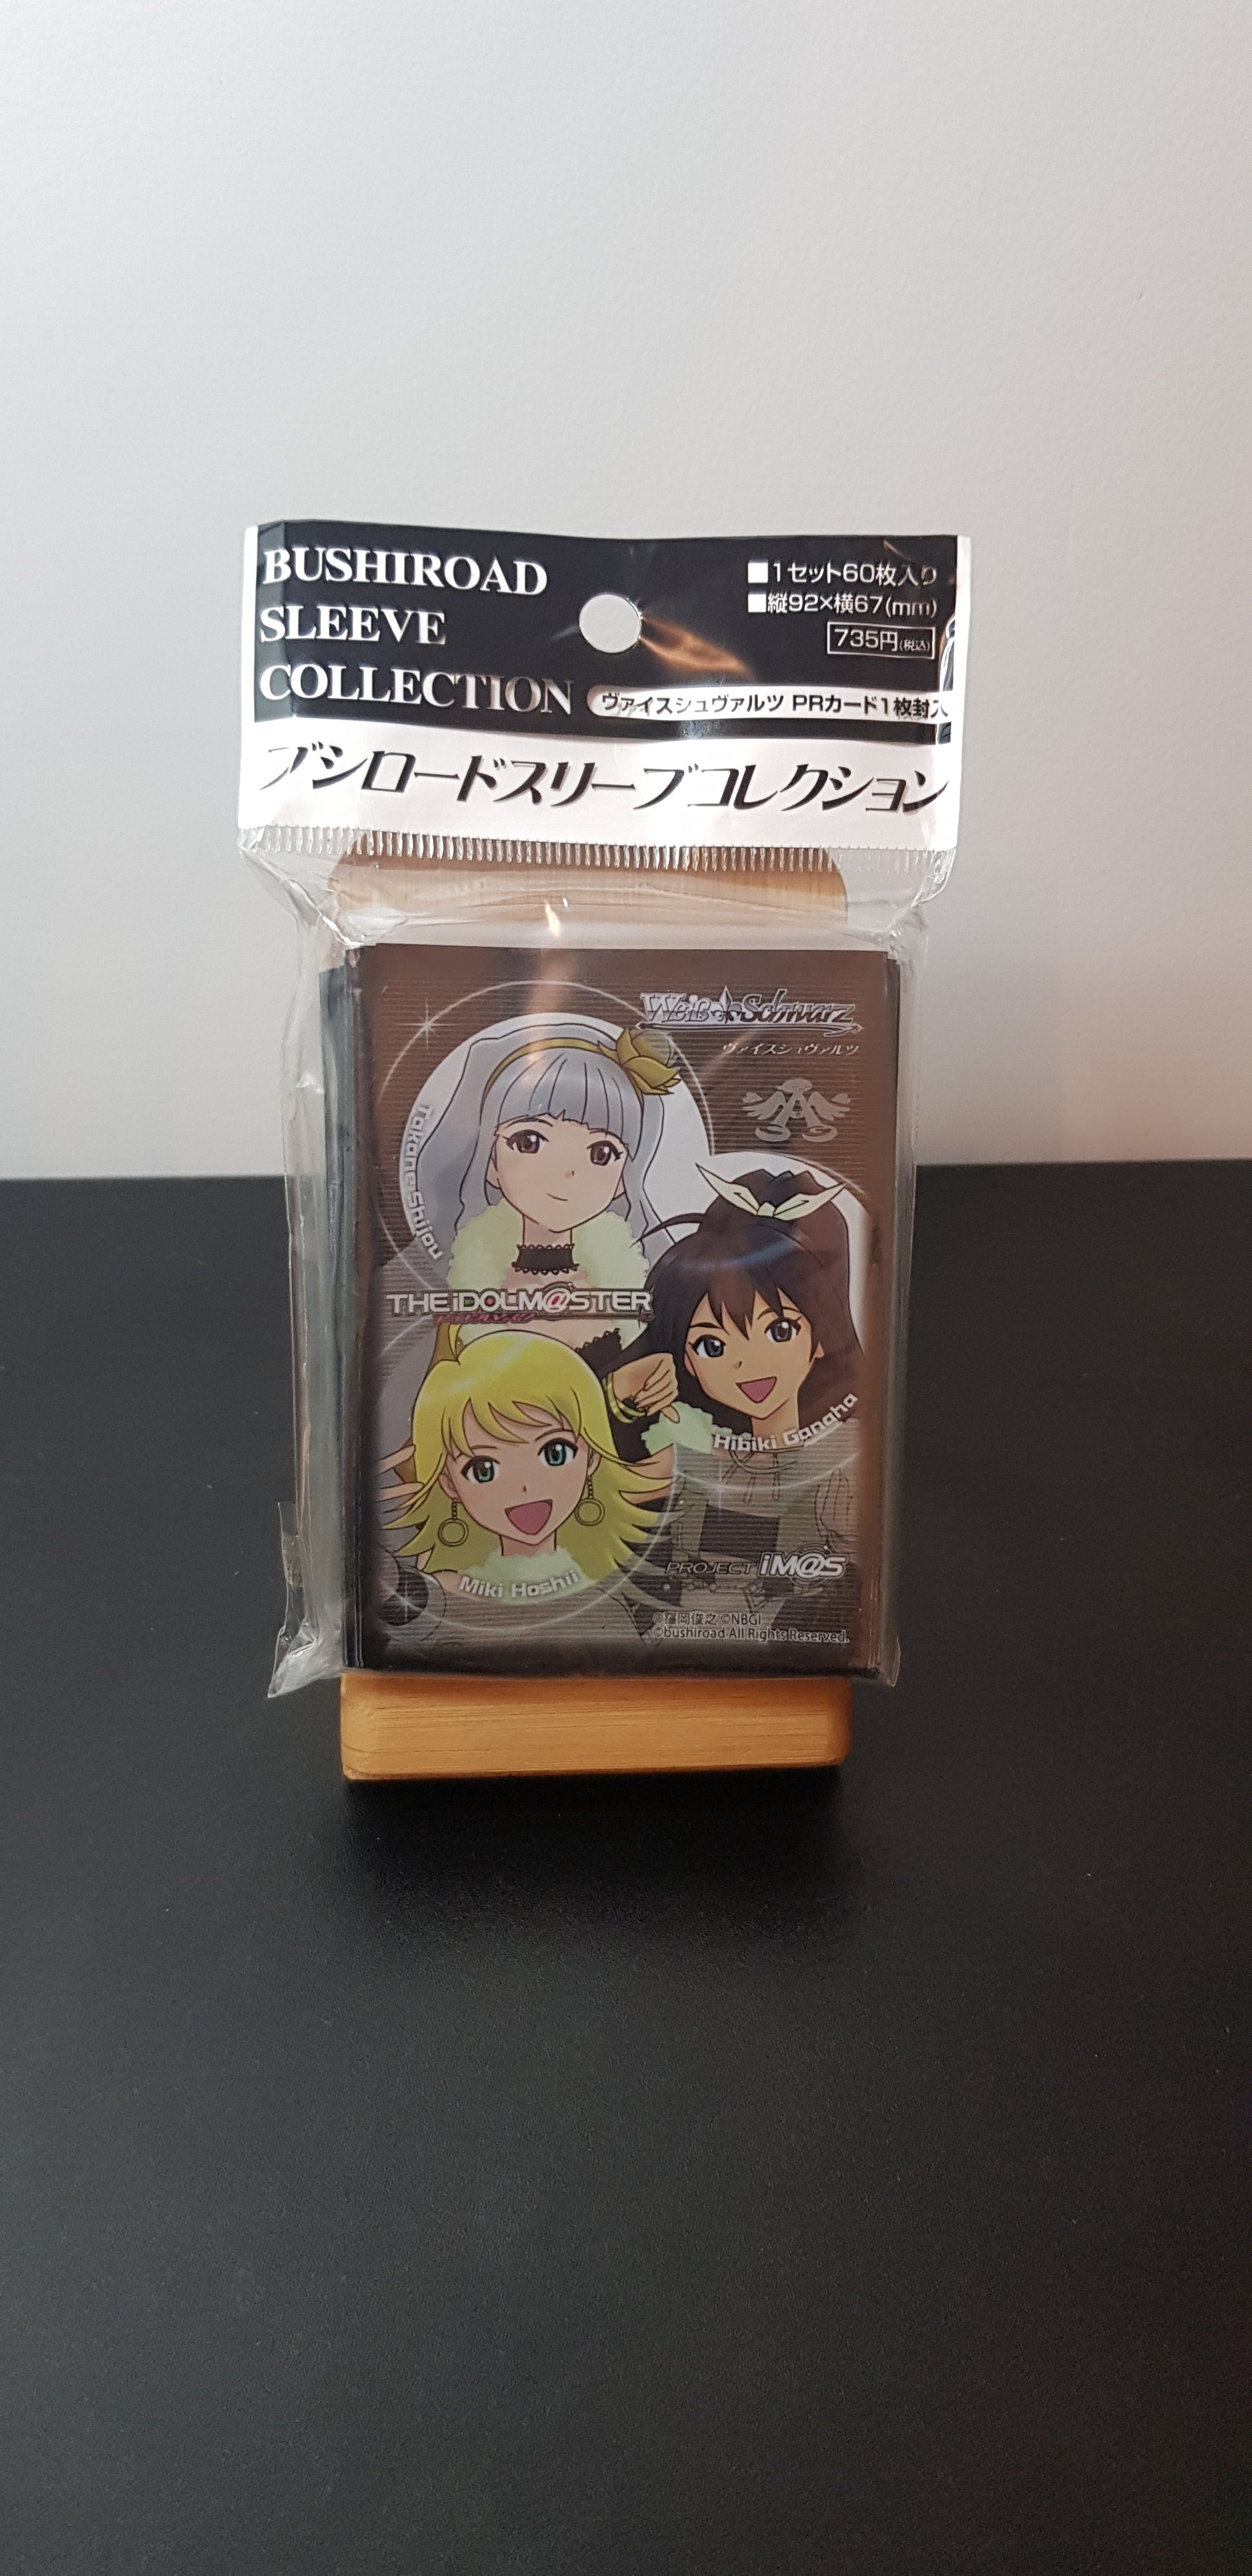 BUSHIROAD
SLEEVE
COLLECTION
■1セット60枚入り
■縦92×横67(mm)
735円(税込)
ヴァイスシュヴァルツ PRカード1枚封入
ブシロードスリーブコレクション
Weiß Schwarz
ヴァイスシュヴァルツ
Takane Shijou
THE iDOLM@STER
Hibiki Ganaha
Miki Hoshii
PROJECT iM@S
©窪岡俊之 ©NBGI
©bushiroad All Rights Reserved.